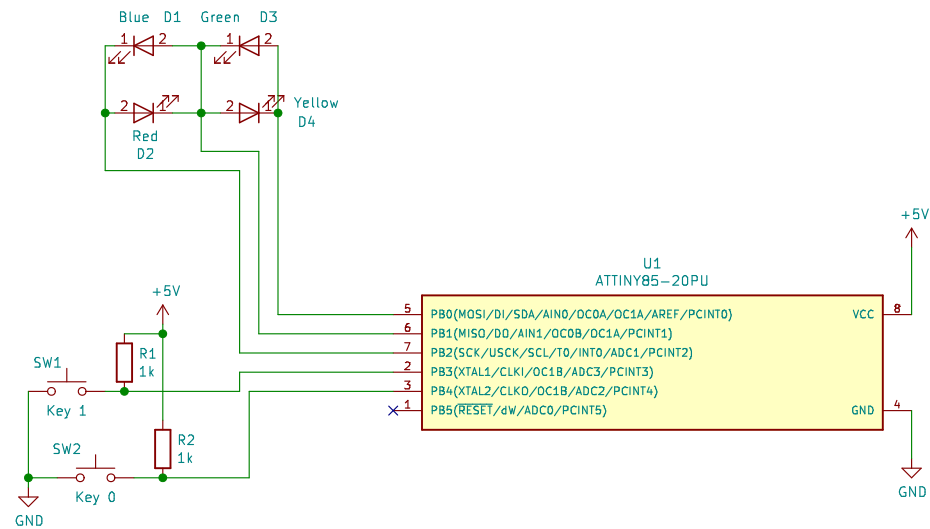 Blue D1 Green D3
1 2 1 2
2 1 2 1 Yellow
D4
Red
D2
+5V
U1
ATTINY85-20PU
+5V
5 PB0(MOSI/DI/SDA/AIN0/OC0A/OC1A/AREF/PCINT0) VCC 8
6 PB1(MISO/DO/AIN1/OC0B/OC1A/PCINT1)
7 PB2(SCK/USCK/SCL/T0/INT0/ADC1/PCINT2)
2 PB3(XTAL1/CLKI/OC1B/ADC3/PCINT3)
3 PB4(XTAL2/CLKO/OC1B/ADC2/PCINT4)
1 PB5(RESET/dW/ADC0/PCINT5) GND 4
SW1
R1
1k
Key 1
SW2
R2
1k
Key 0
GND
GND